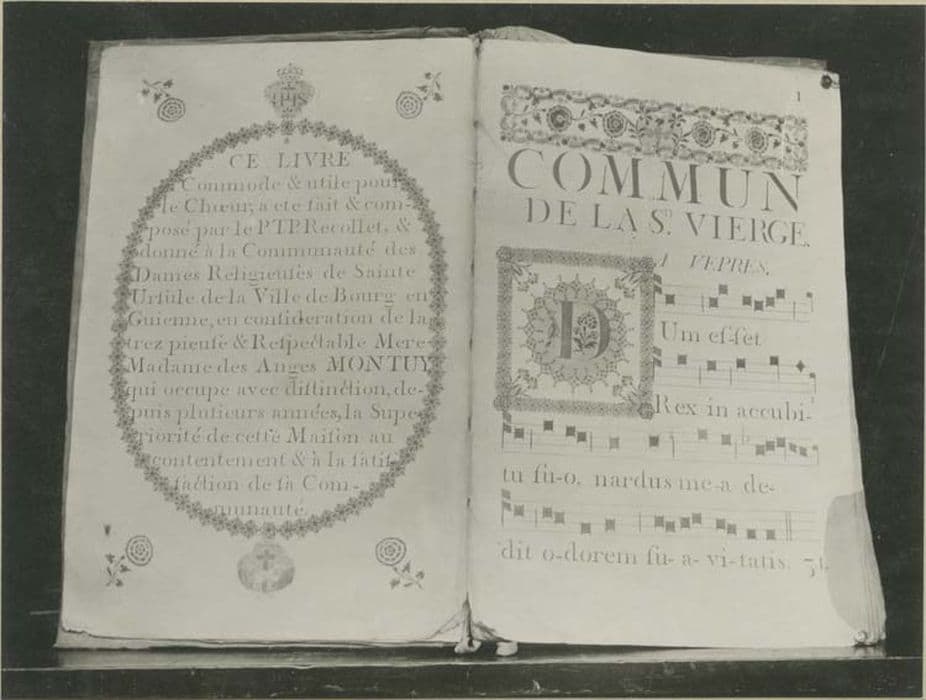 IHS
CE LIVRE
Commode & utile pour
le Chœur, a ete fait & com-
posé par le P.T.P. Recollet, &
donné à la Communauté des
Dames Religieuſes de Sainte
Urſule de la Ville de Bourg en
Guienne, en conſideration de la
trez pieuſe & Reſpectable Mere
Madame des Anges MONTUY
qui occupe avec diſtinction, de-
puis pluſieurs années, la Supe-
riorité de cette Maiſon au
contentement & à la ſatiſ-
faction de ſa Com-
munauté.
1
COMMUN
DE LA S. VIERGE.
A VEPRES.
D
Um eſ-ſet
Rex in accubi-
tu ſu-o, nardus me-a de-
dit o-dorem ſu-a-vi-tatis.